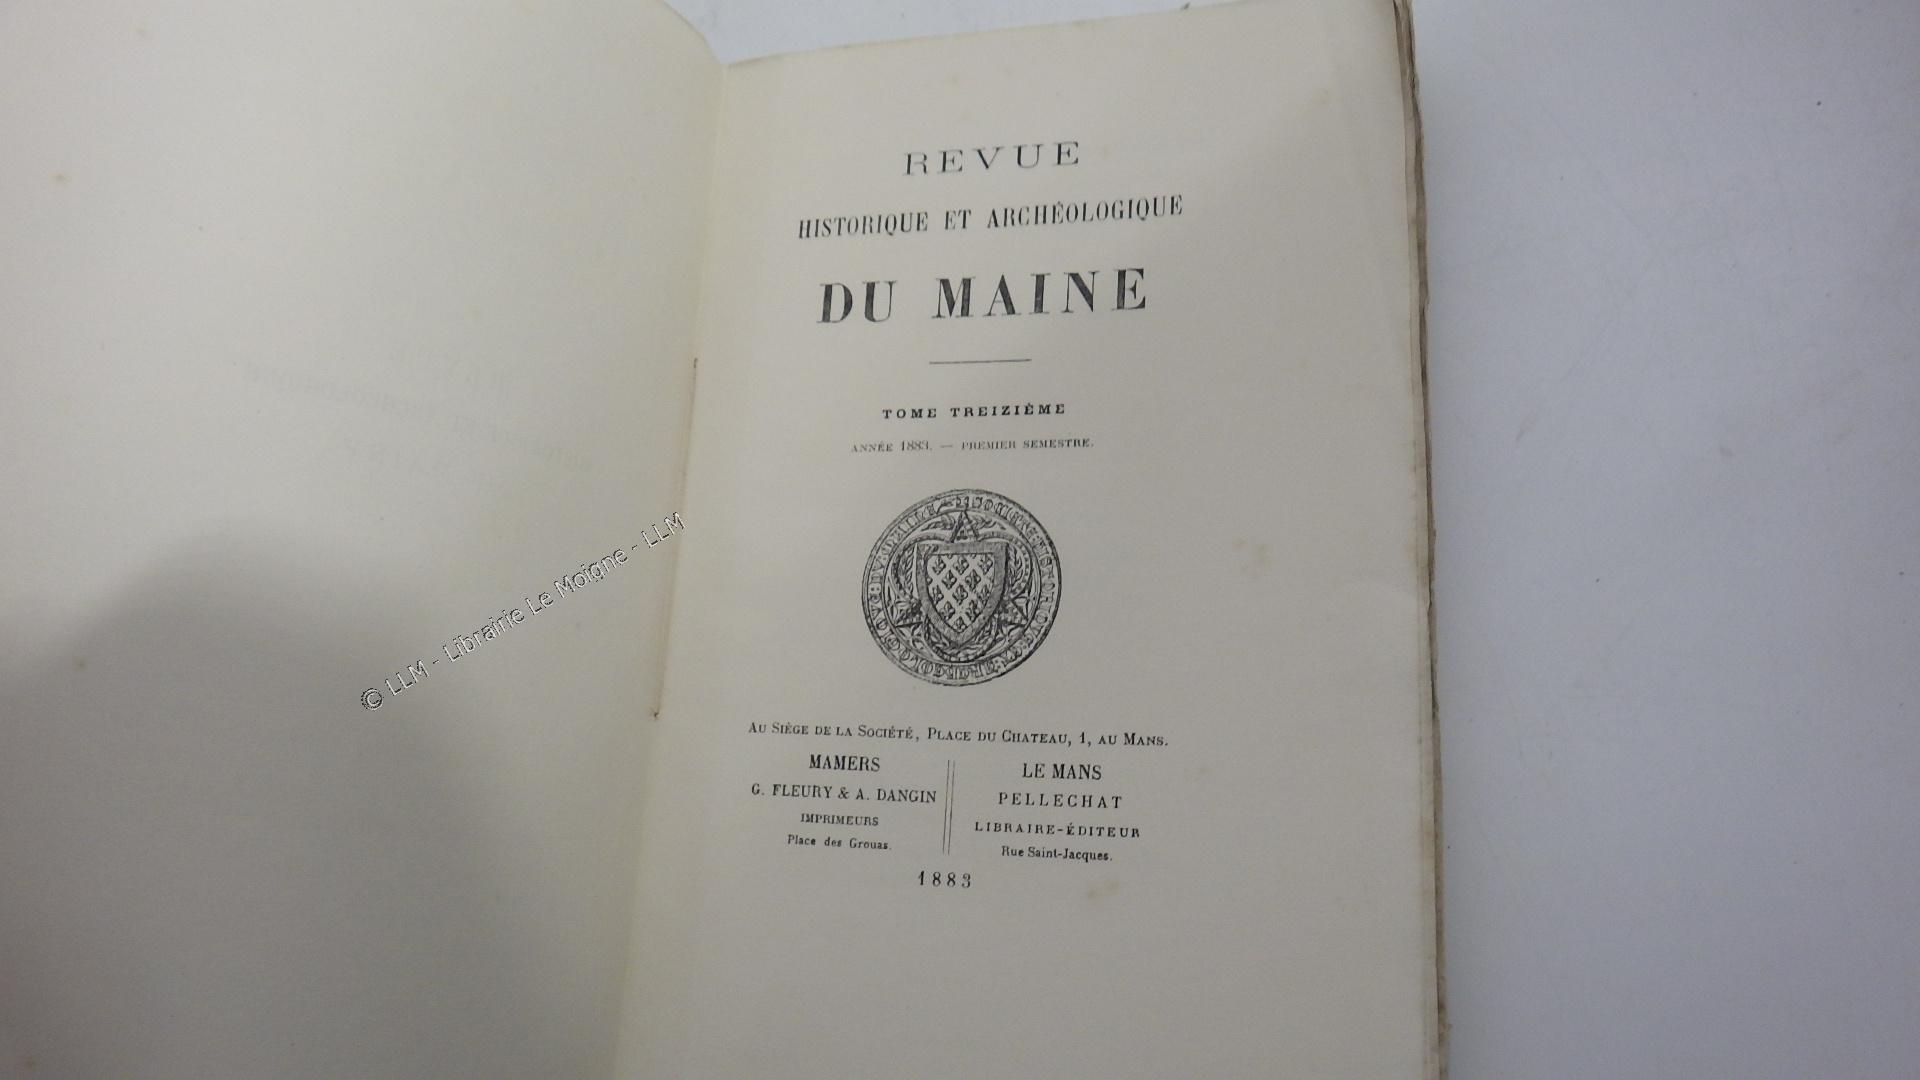 REVUE
HISTORIQUE ET ARCHÉOLOGIQUE
DU MAINE
TOME TREIZIÈME
ANNÉE 1883. — PREMIER SEMESTRE.
AU SIÈGE DE LA SOCIÉTÉ, PLACE DU CHATEAU, 1, AU MANS.
MAMERS
G. FLEURY & A. DANGIN
IMPRIMEURS
Place des Grouas.
LE MANS
PELLECHAT
LIBRAIRE-ÉDITEUR
Rue Saint-Jacques.
1883
© LLM - Librairie Le Moigne - LLM